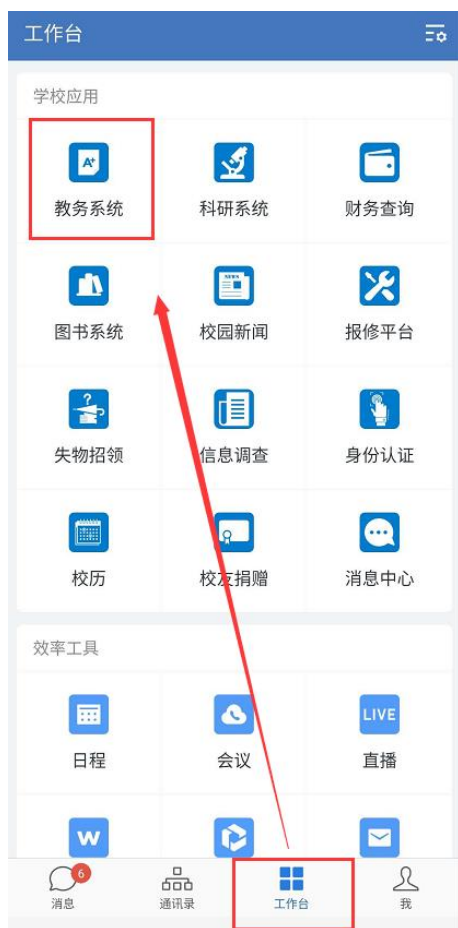 工作台
学校应用
A+
教务系统
科研系统
财务查询
图书系统
NEWS
校园新闻
报修平台
?
失物招领
信息调查
身份认证
校历
校友捐赠
消息中心
效率工具
LIVE
日程
会议
直播
W
6
消息
通讯录
工作台
我